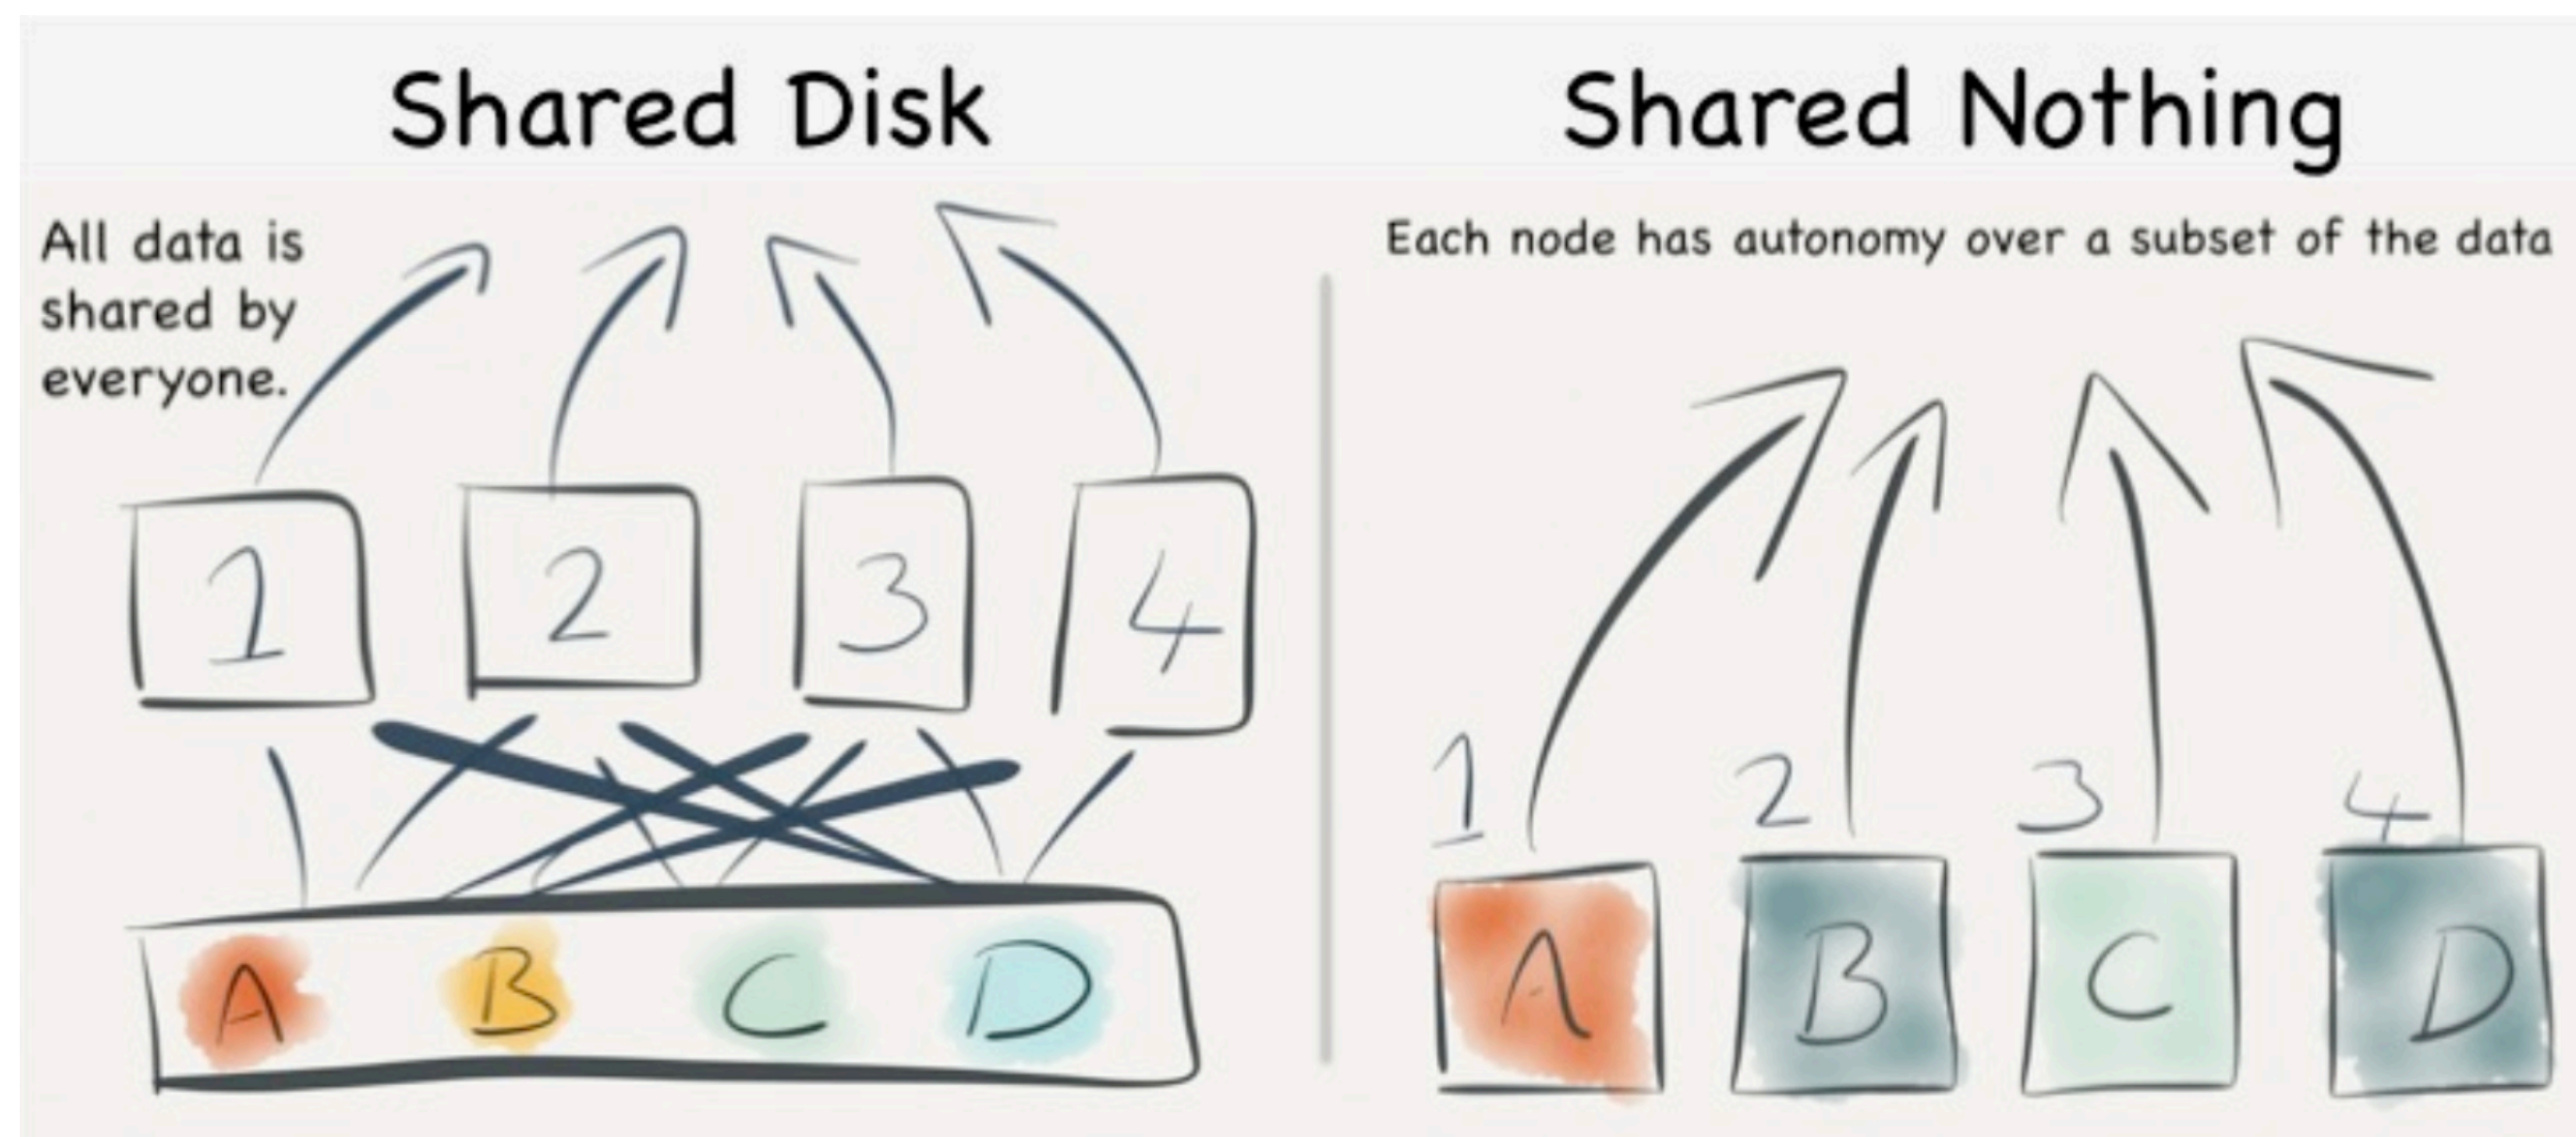 Shared Disk
All data is
shared by
everyone.
1 2 3 4
A B C D
Shared Nothing
Each node has autonomy over a subset of the data
1 2 3 4
A B C D